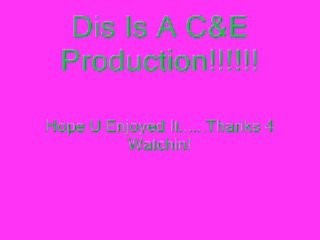 Dis Is A C&E
Production!!!!!!
Hope U Enjoyed It.....Thanks 4
Watchin!